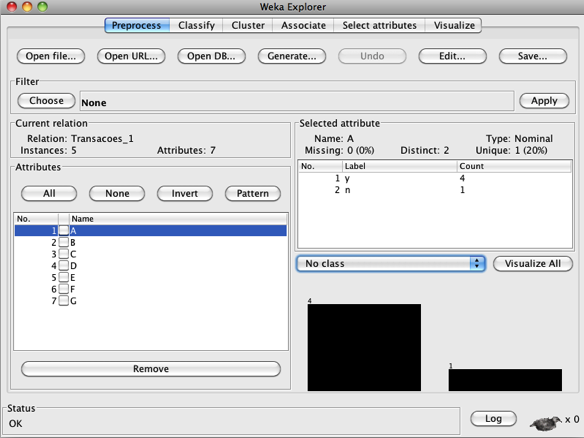 Weka Explorer
Preprocess Classify Cluster Associate Select attributes Visualize
Open file... Open URL... Open DB... Generate... Undo Edit... Save...
Filter
Choose None Apply
Current relation
Relation: Transacoes_1
Instances: 5 Attributes: 7
Selected attribute
Name: A Type: Nominal
Missing: 0 (0%) Distinct: 2 Unique: 1 (20%)
Attributes
All None Invert Pattern
No. Name
1 A
2 B
3 C
4 D
5 E
6 F
7 G
Remove
No. Label Count
1 y 4
2 n 1
No class Visualize All
4
1
Status
OK
Log x 0